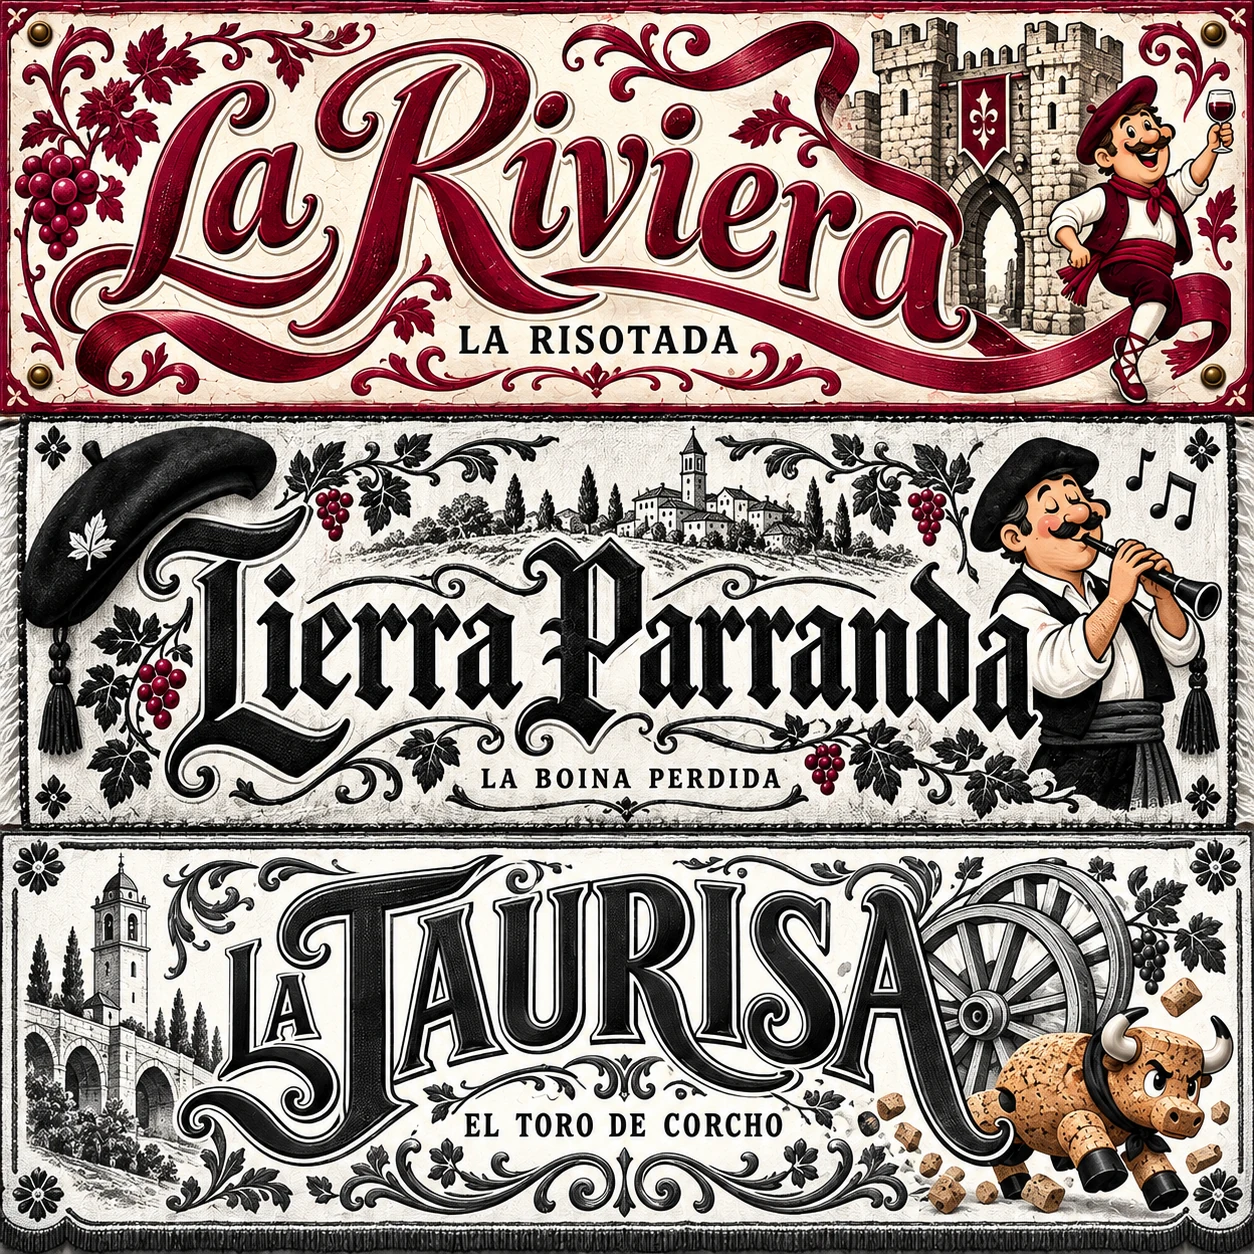 La Riviera
LA RISOTADA
Tierra Parranda
LA BOINA PERDIDA
LA TAURISA
EL TORO DE CORCHO